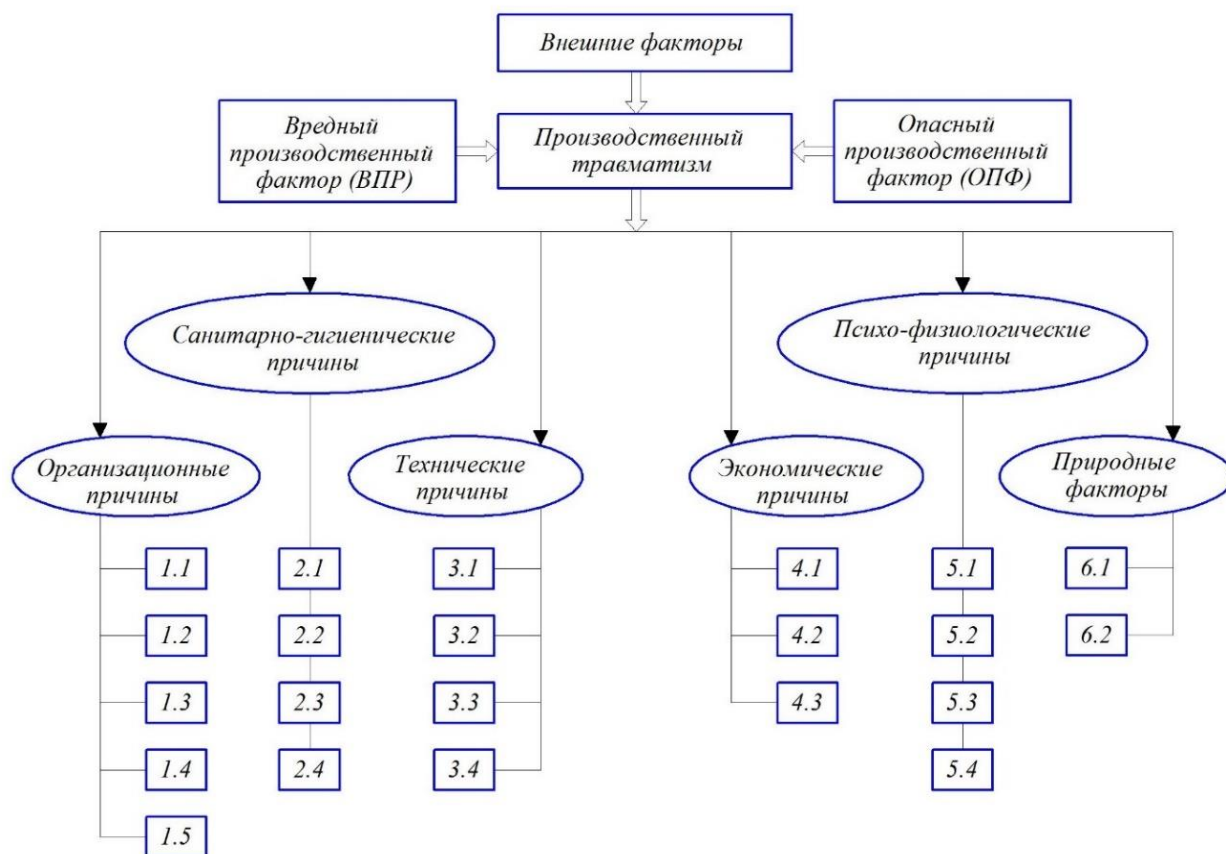 Внешние факторы
Вредный
производственный
фактор (ВПР)
Производственный
травматизм
Опасный
производственный
фактор (ОПФ)
Санитарно-гигиенические
причины
Психо-физиологические
причины
Организационные
причины
Технические
причины
Экономические
причины
Природные
факторы
1.1
2.1
3.1
4.1
5.1
6.1
1.2
2.2
3.2
4.2
5.2
6.2
1.3
2.3
3.3
4.3
5.3
1.4
2.4
3.4
5.4
1.5